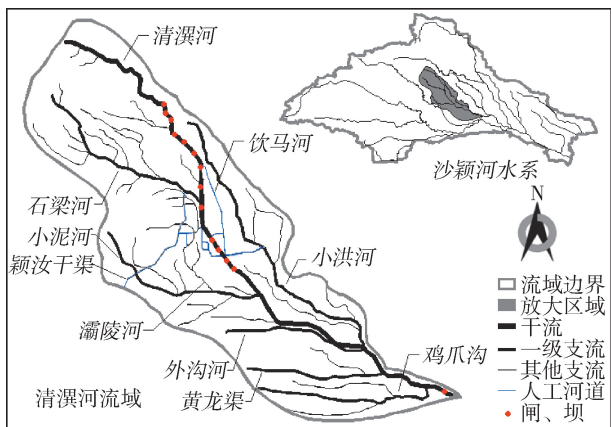 清潩河
饮马河
沙颍河水系
石梁河
小泥河
颍汝干渠
小洪河
N
灞陵河
外沟河
黄龙渠
鸡爪沟
清潩河流域
流域边界
放大区域
干流
一级支流
其他支流
人工河道
闸、坝